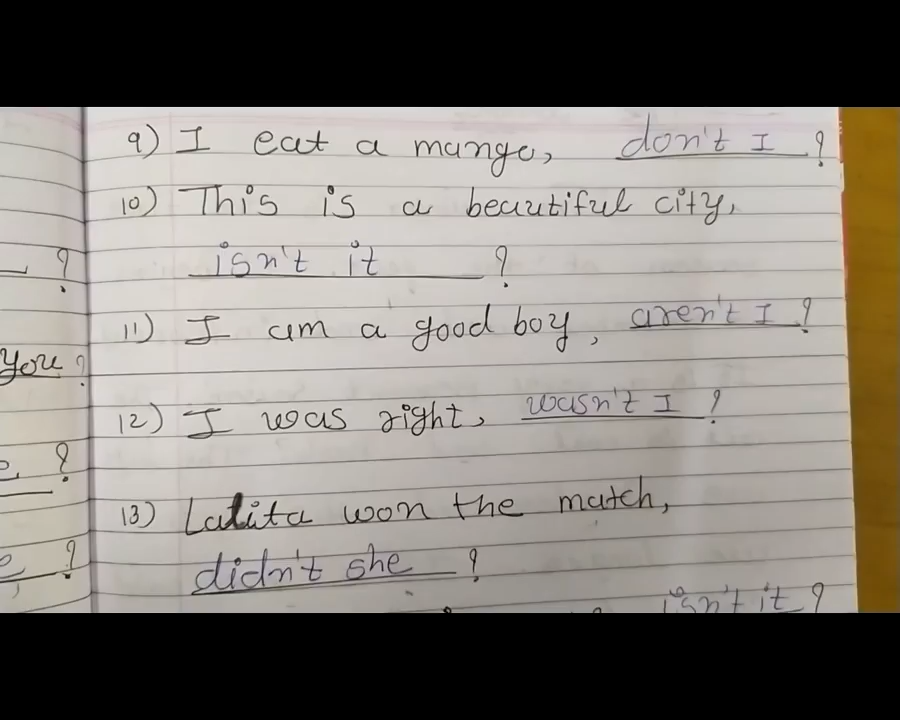 9) I eat a mango, don't I ?
10) This is a beautiful city,
isn't it ?
?
11) I am a good boy, aren't I ?
you ?
12) I was right, wasn't I ?
?
13) Lalita won the match,
didn't she ?
?
isn't it ?